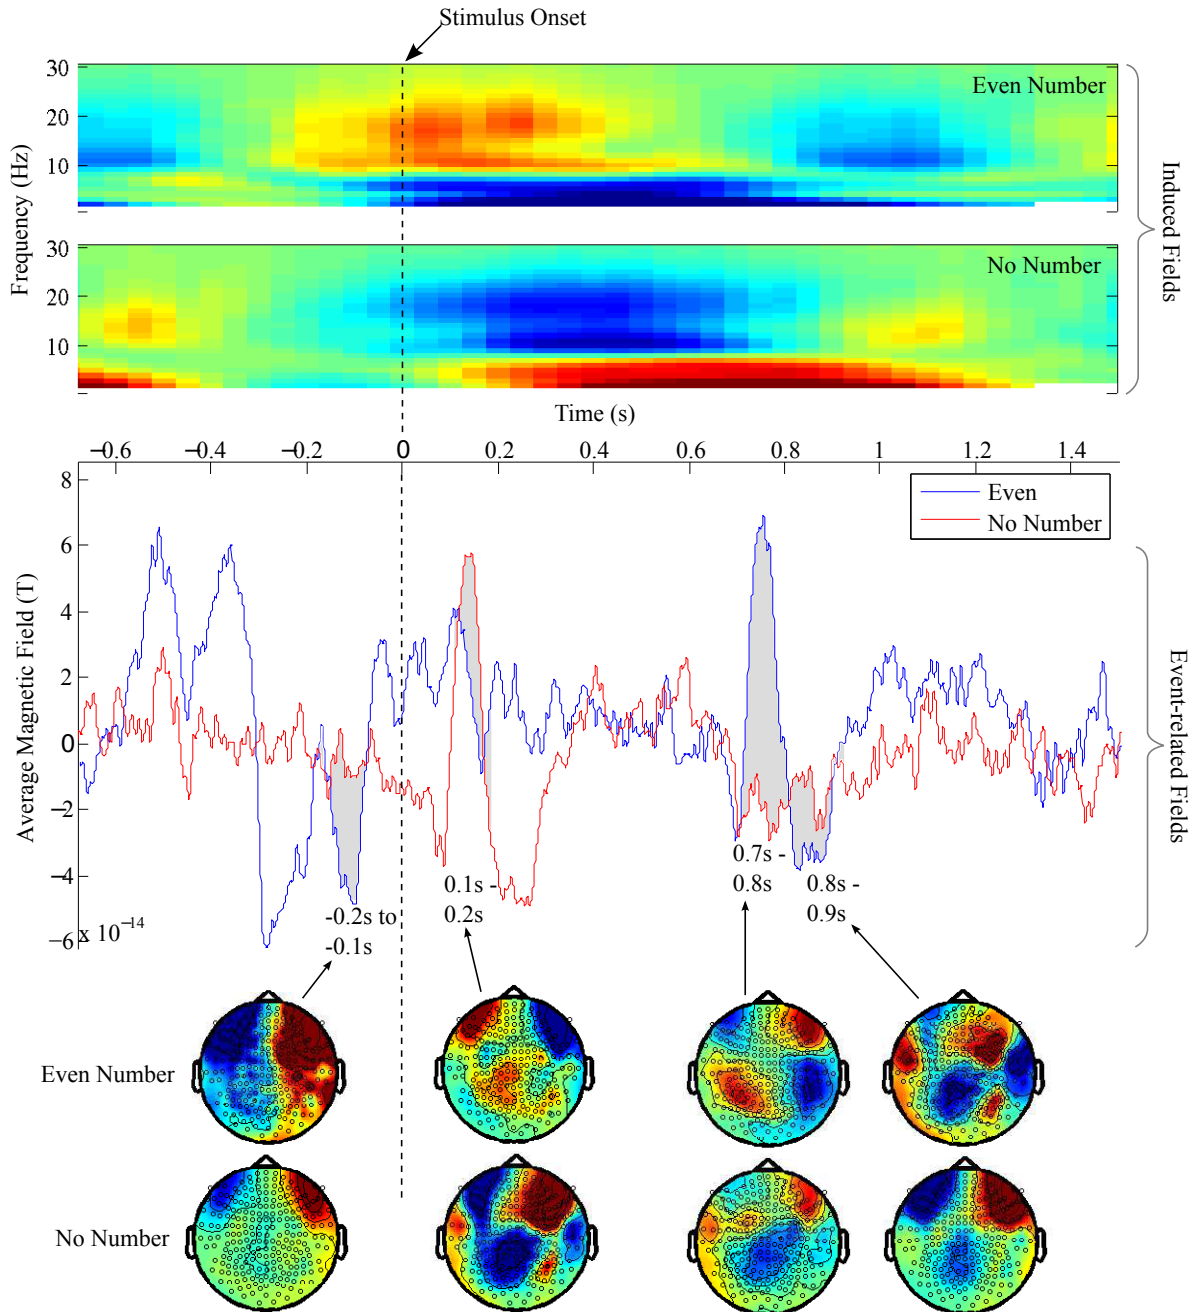 Stimulus Onset
30
20
10
Even Number
30
20
10
No Number
Frequency (Hz)
Induced Fields
Time (s)
−0.6 −0.4 −0.2 0 0.2 0.4 0.6 0.8 1 1.2 1.4
8
6
4
2
0
−2
−4
−6
x 10⁻¹⁴
Average Magnetic Field (T)
Even
No Number
Event-related Fields
-0.2s to
-0.1s
0.1s -
0.2s
0.7s -
0.8s
0.8s -
0.9s
Even Number
No Number